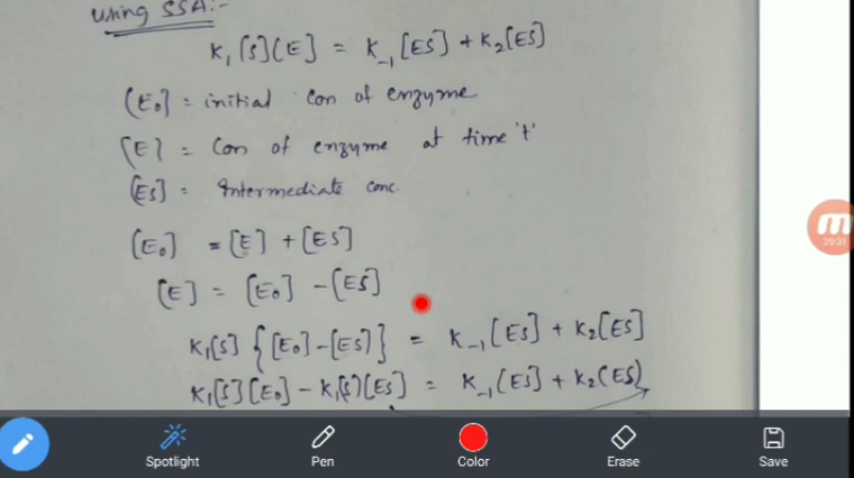 using SSA:-
K₁[S][E] = K₋₁[ES] + K₂[ES]
[E₀] = initial con of enzyme
[E] = Con of enzyme at time 't'
[ES] = Intermediate conc.
[E₀] = [E] + [ES]
[E] = [E₀] - [ES]
K₁[S] {[E₀]-[ES]} = K₋₁[ES] + K₂[ES]
K₁[S][E₀] - K₁[S][ES] = K₋₁[ES] + K₂[ES]
29:31
Spotlight Pen Color Erase Save